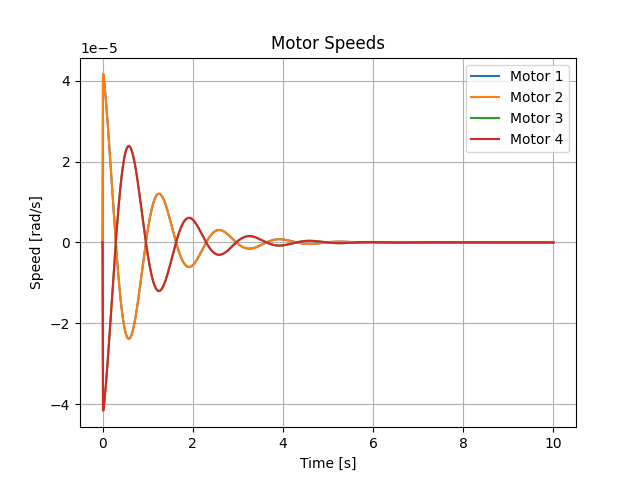 Motor Speeds
1e−5
4
2
0
−2
−4
Speed [rad/s]
0
2
4
6
8
10
Time [s]
Motor 1
Motor 2
Motor 3
Motor 4